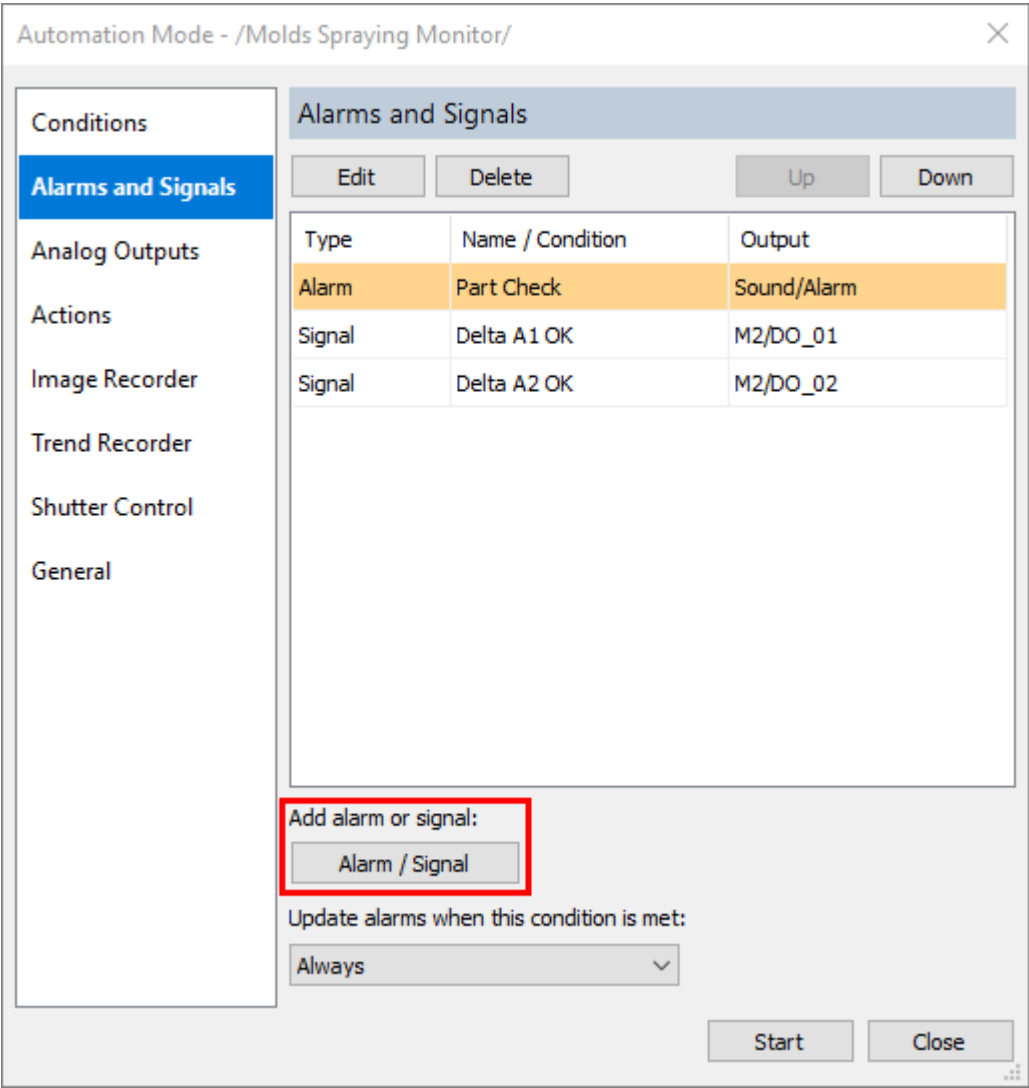 Automation Mode - /Molds Spraying Monitor/
Conditions
Alarms and Signals
Analog Outputs
Actions
Image Recorder
Trend Recorder
Shutter Control
General
Alarms and Signals
Edit Delete Up Down
Type Name / Condition Output
Alarm Part Check Sound/Alarm
Signal Delta A1 OK M2/DO_01
Signal Delta A2 OK M2/DO_02
Add alarm or signal:
Alarm / Signal
Update alarms when this condition is met:
Always
Start Close